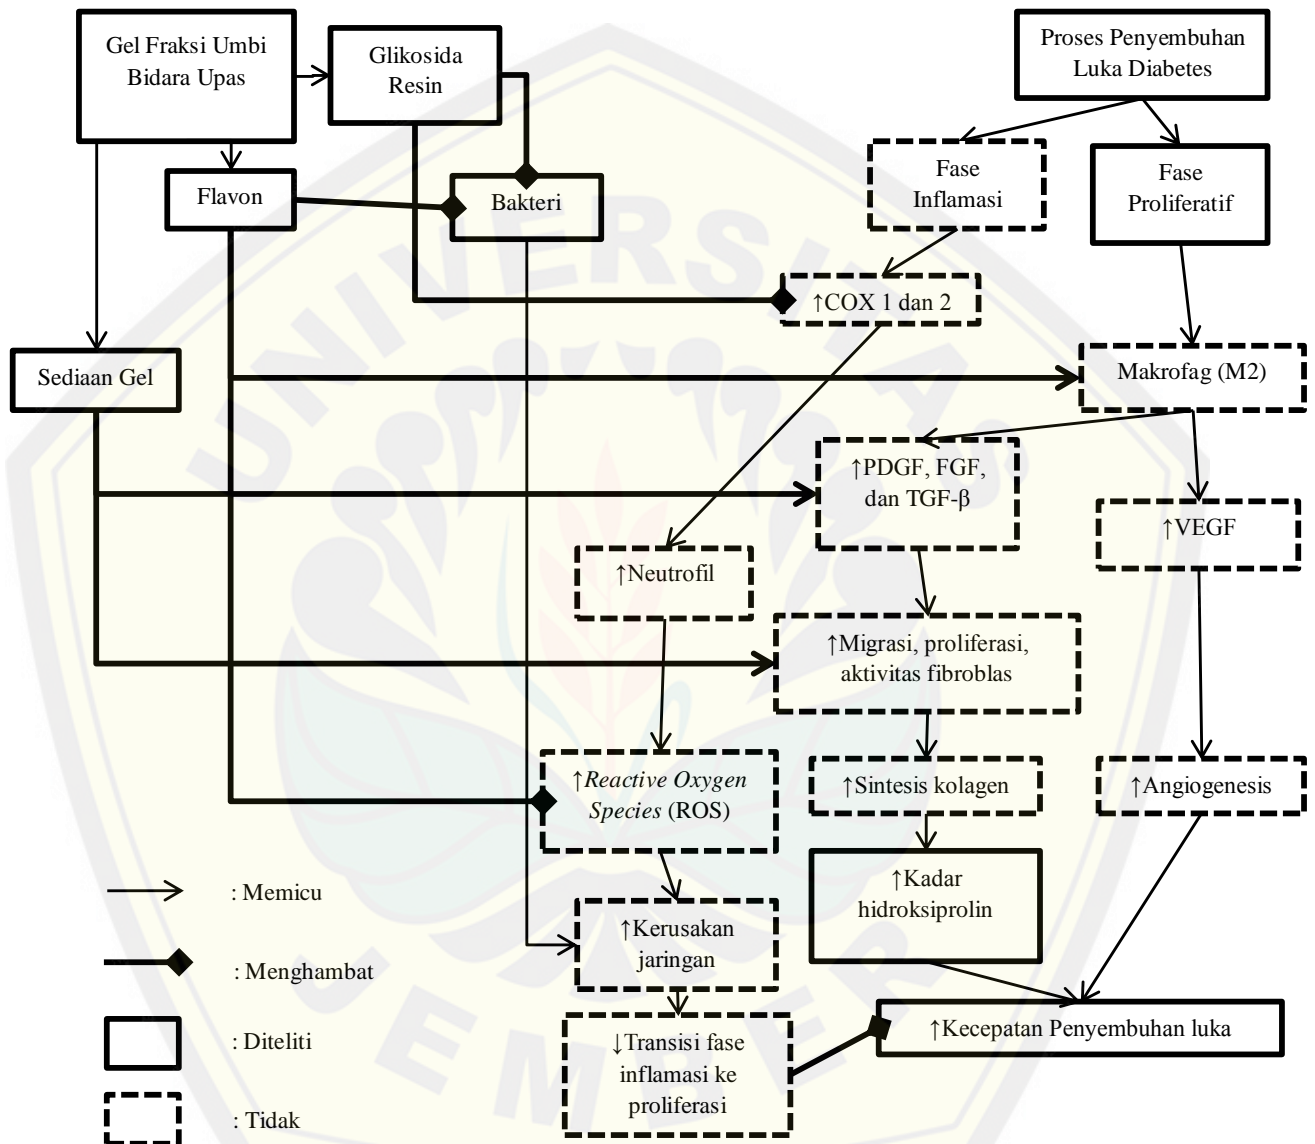 Gel Fraksi Umbi
Bidara Upas
Glikosida
Resin
Proses Penyembuhan
Luka Diabetes
Flavon
Bakteri
Fase
Inflamasi
Fase
Proliferatif
↑COX 1 dan 2
Sediaan Gel
Makrofag (M2)
↑PDGF, FGF,
dan TGF-β
↑VEGF
↑Neutrofil
↑Migrasi, proliferasi,
aktivitas fibroblas
↑Reactive Oxygen
Species (ROS)
↑Sintesis kolagen
↑Angiogenesis
↑Kadar
hidroksiprolin
↑Kerusakan
jaringan
↑Kecepatan Penyembuhan luka
↓Transisi fase
inflamasi ke
proliferasi
: Memicu
: Menghambat
: Diteliti
: Tidak
UNIVERSITAS
JEMBER